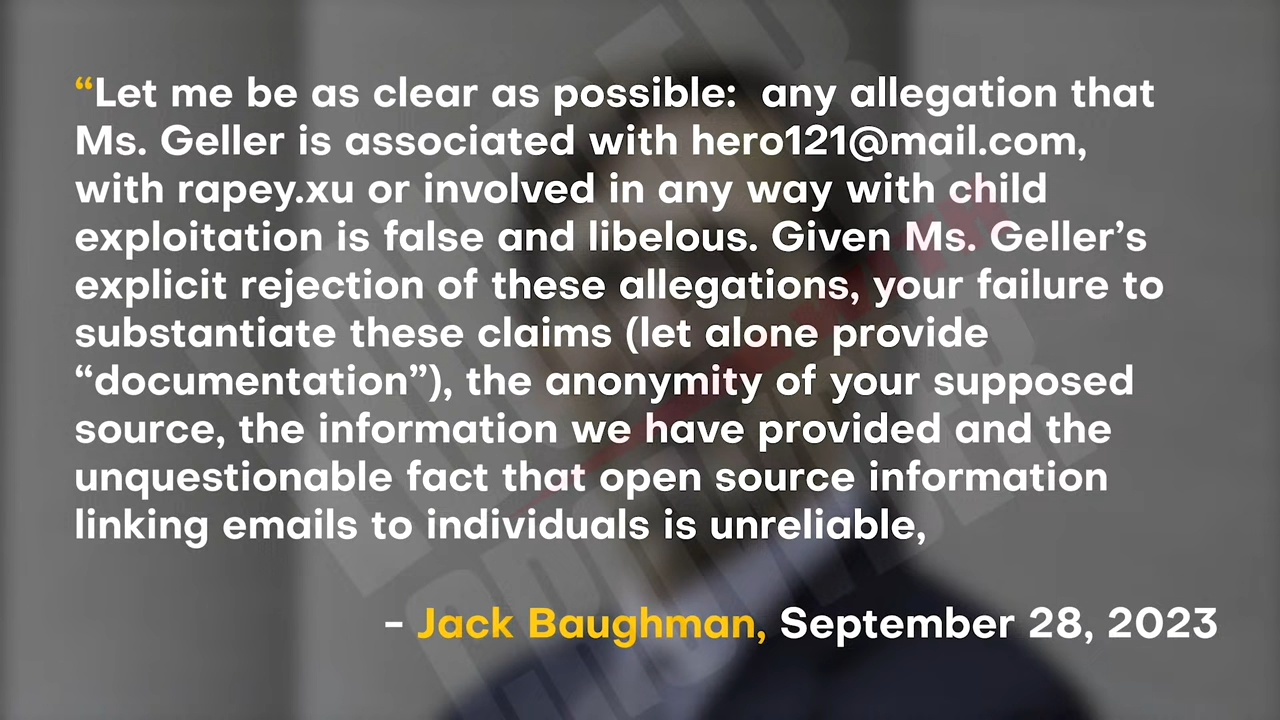 “Let me be as clear as possible:  any allegation that
Ms. Geller is associated with hero121@mail.com,
with rapey.xu or involved in any way with child
exploitation is false and libelous. Given Ms. Geller’s
explicit rejection of these allegations, your failure to
substantiate these claims (let alone provide
“documentation”), the anonymity of your supposed
source, the information we have provided and the
unquestionable fact that open source information
linking emails to individuals is unreliable,
– Jack Baughman, September 28, 2023